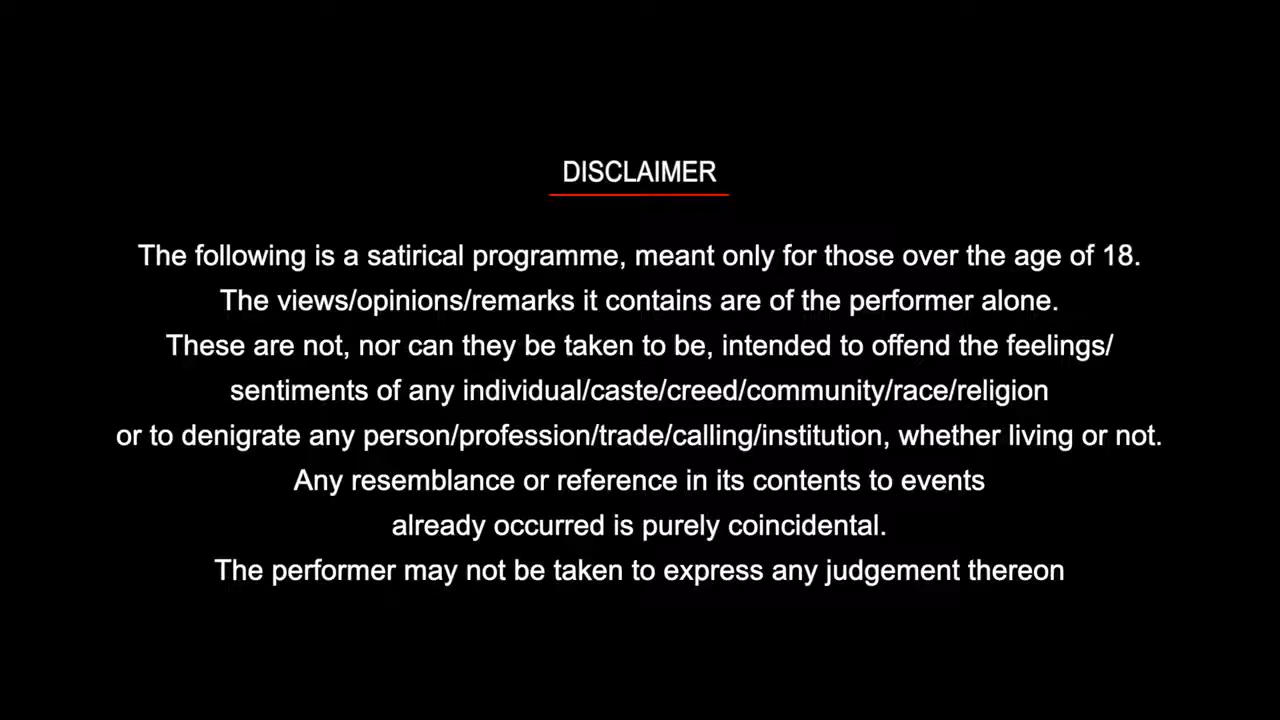 DISCLAIMER
The following is a satirical programme, meant only for those over the age of 18.
The views/opinions/remarks it contains are of the performer alone.
These are not, nor can they be taken to be, intended to offend the feelings/
sentiments of any individual/caste/creed/community/race/religion
or to denigrate any person/profession/trade/calling/institution, whether living or not.
Any resemblance or reference in its contents to events
already occurred is purely coincidental.
The performer may not be taken to express any judgement thereon